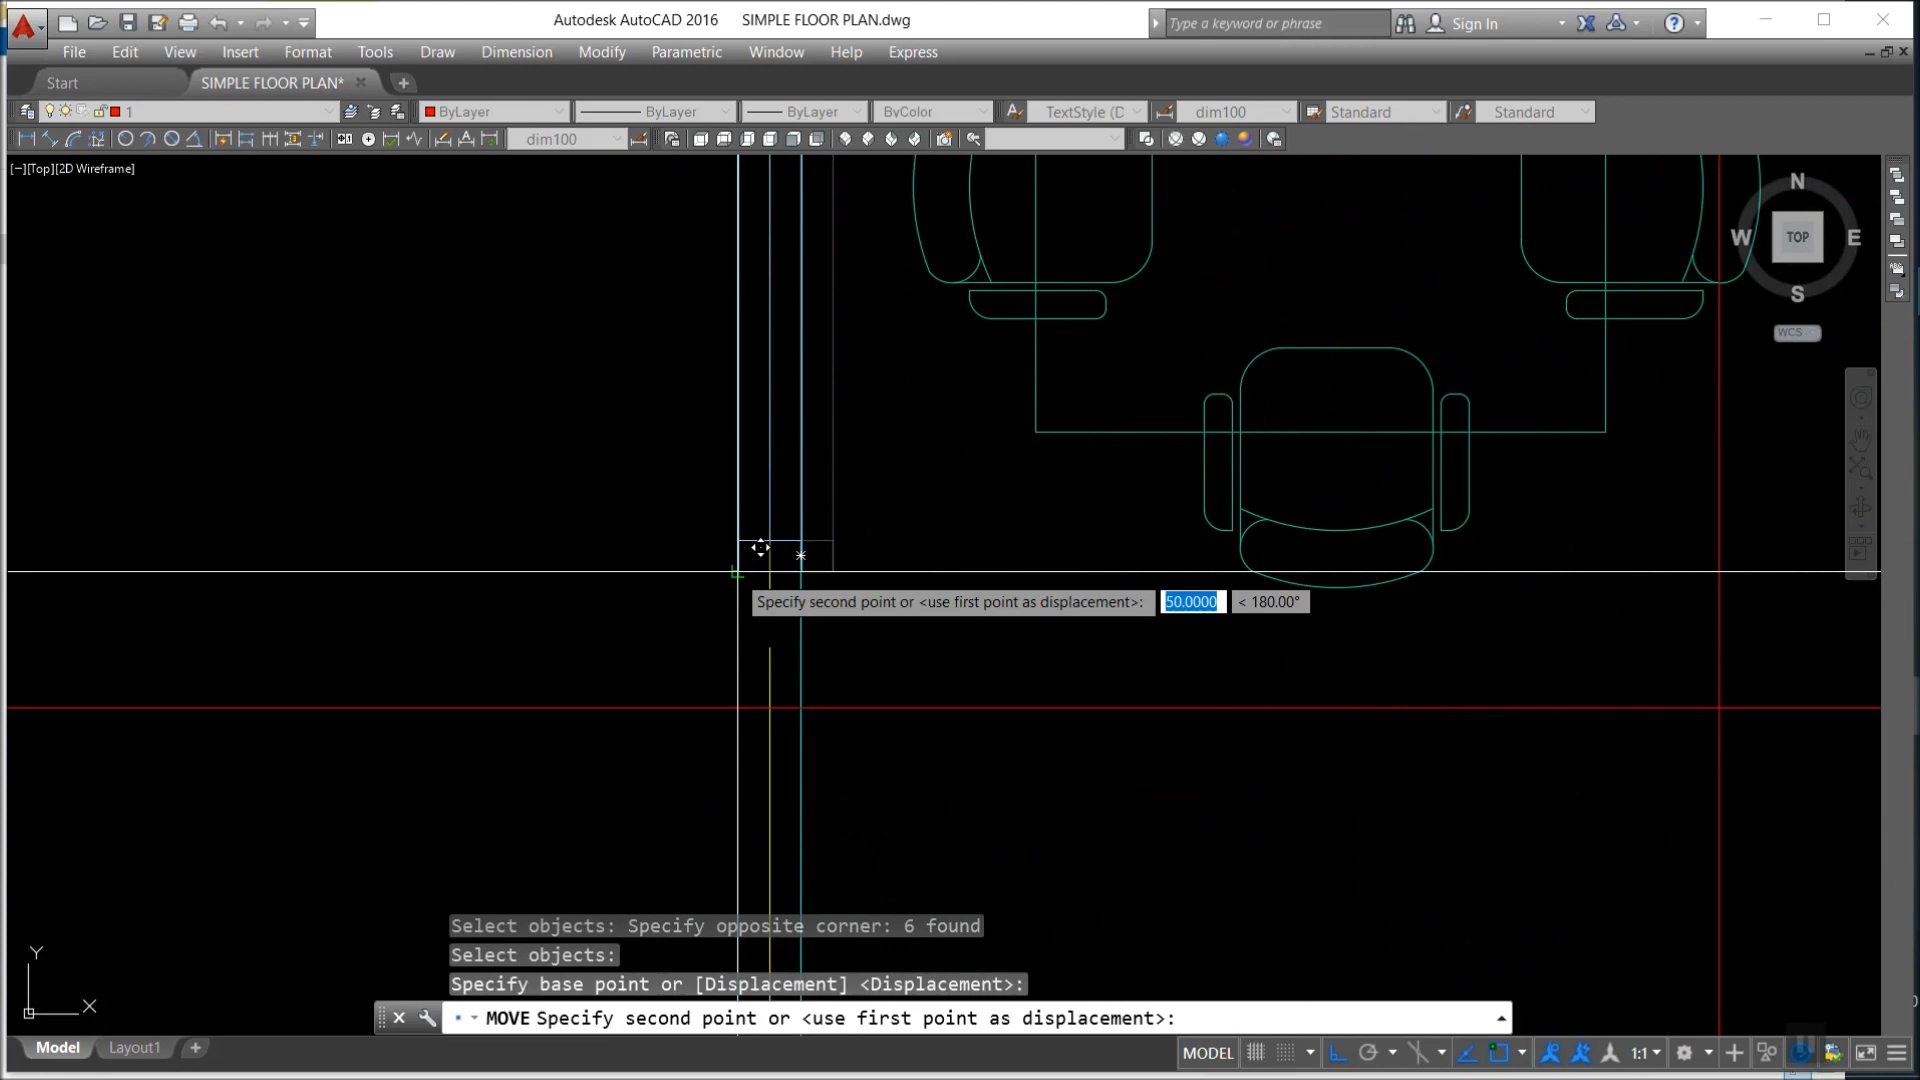 Autodesk AutoCAD 2016 SIMPLE FLOOR PLAN.dwg
Type a keyword or phrase
Sign In
File Edit View Insert Format Tools Draw Dimension Modify Parametric Window Help Express
Start SIMPLE FLOOR PLAN*
1 ByLayer ByLayer ByLayer ByColor TextStyle (D dim100 Standard Standard
dim100
[−][Top][2D Wireframe]
N
W TOP E
S
WCS
Specify second point or <use first point as displacement>: 50.0000 < 180.00°
Select objects: Specify opposite corner: 6 found
Select objects:
Specify base point or [Displacement] <Displacement>:
Y
X
MOVE Specify second point or <use first point as displacement>:
Model Layout1
MODEL 1:1